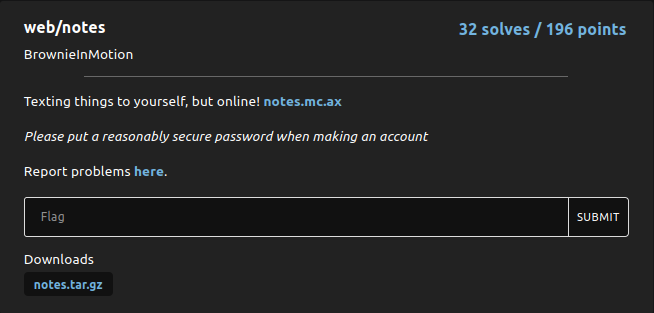 web/notes
32 solves / 196 points
BrownieInMotion
Texting things to yourself, but online! notes.mc.ax
Please put a reasonably secure password when making an account
Report problems here.
Flag
SUBMIT
Downloads
notes.tar.gz